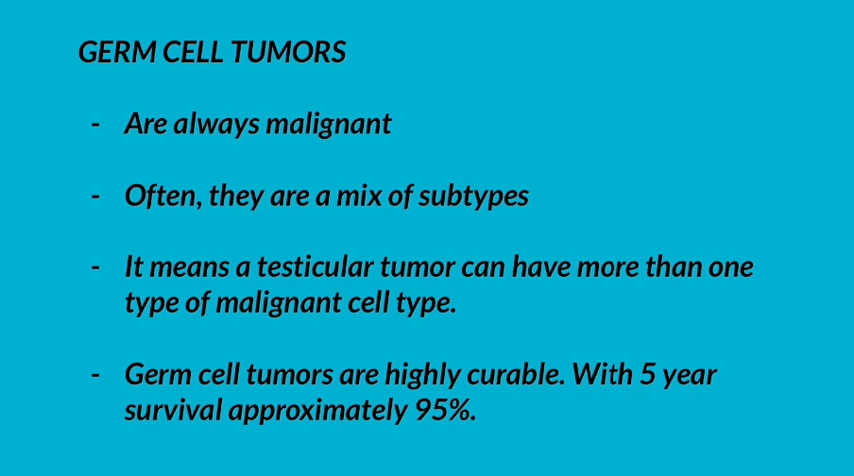 GERM CELL TUMORS
- Are always malignant
- Often, they are a mix of subtypes
- It means a testicular tumor can have more than one
type of malignant cell type.
- Germ cell tumors are highly curable. With 5 year
survival approximately 95%.